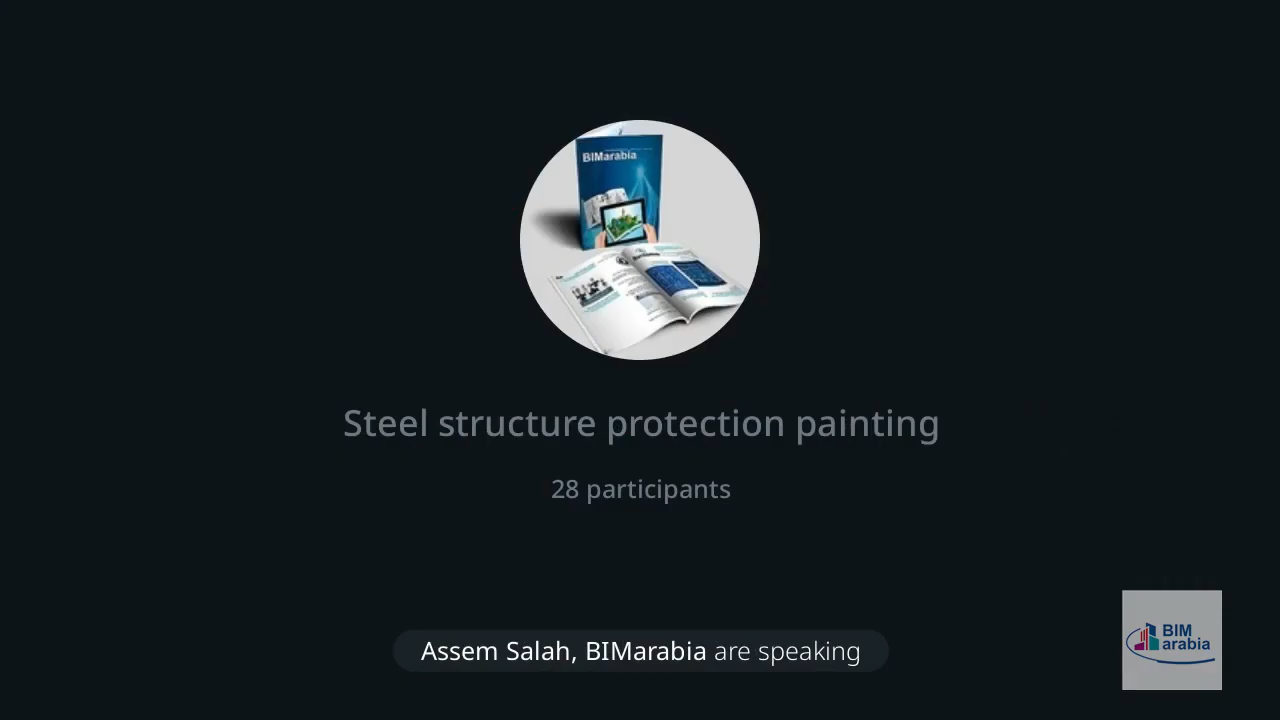 BIMarabia
Steel structure protection painting
28 participants
Assem Salah, BIMarabia are speaking
BIM
arabia